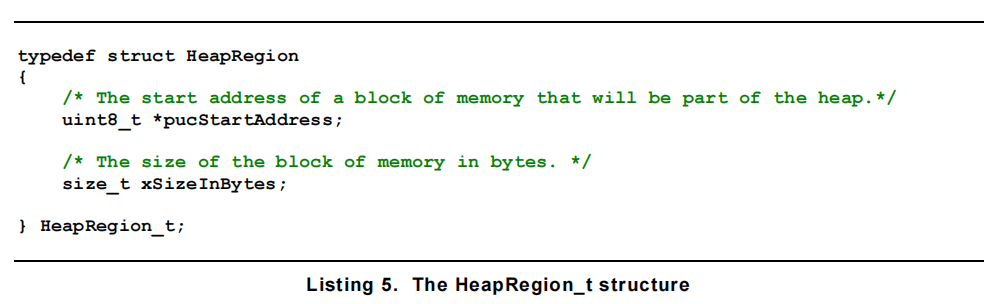 typedef struct HeapRegion
{
    /* The start address of a block of memory that will be part of the heap.*/
    uint8_t *pucStartAddress;

    /* The size of the block of memory in bytes. */
    size_t xSizeInBytes;

} HeapRegion_t;

Listing 5. The HeapRegion_t structure